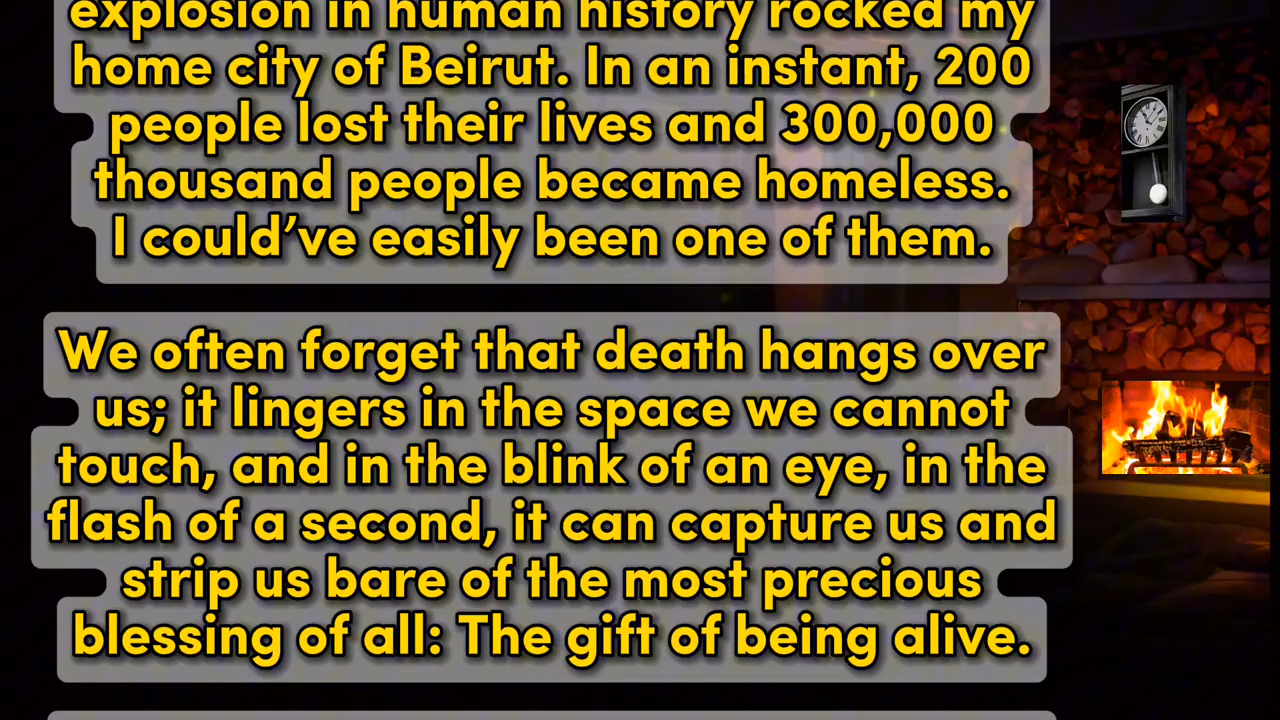 explosion in human history rocked my
home city of Beirut. In an instant, 200
people lost their lives and 300,000
thousand people became homeless.
I could’ve easily been one of them.
We often forget that death hangs over
us; it lingers in the space we cannot
touch, and in the blink of an eye, in the
flash of a second, it can capture us and
strip us bare of the most precious
blessing of all: The gift of being alive.